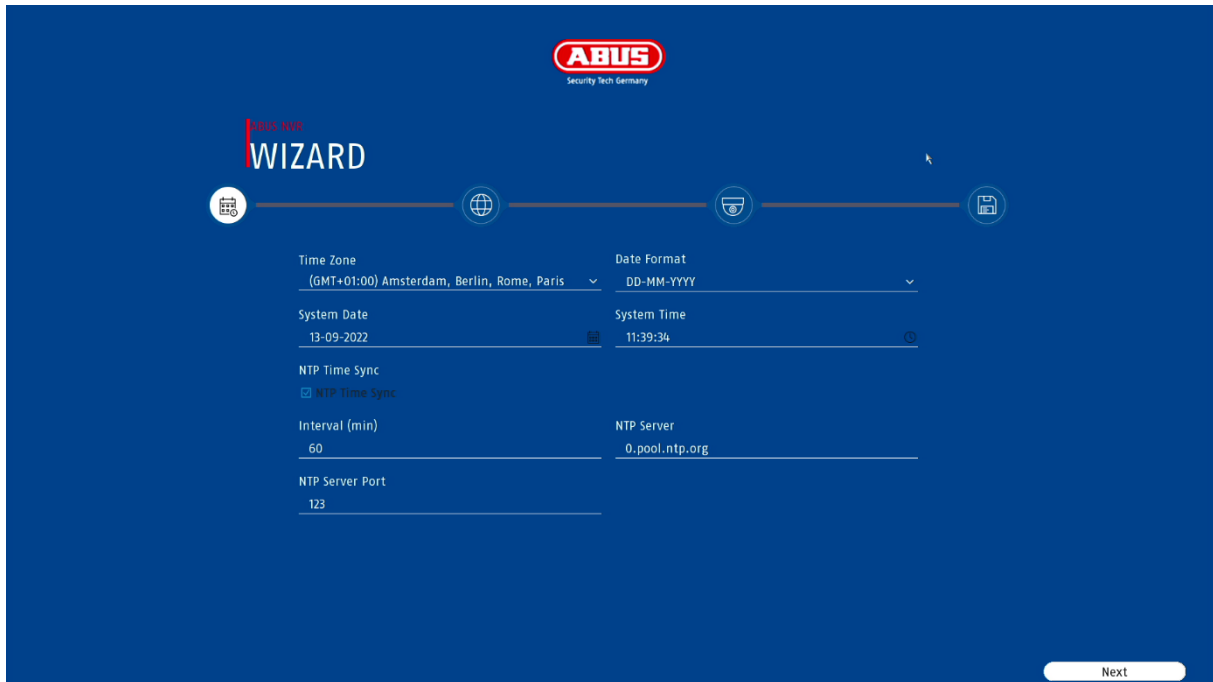 ABUS
Security Tech Germany
ABUS NVR
WIZARD
Time Zone
(GMT+01:00) Amsterdam, Berlin, Rome, Paris
Date Format
DD-MM-YYYY
System Date
13-09-2022
System Time
11:39:34
NTP Time Sync
NTP Time Sync
Interval (min)
60
NTP Server
0.pool.ntp.org
NTP Server Port
123
Next